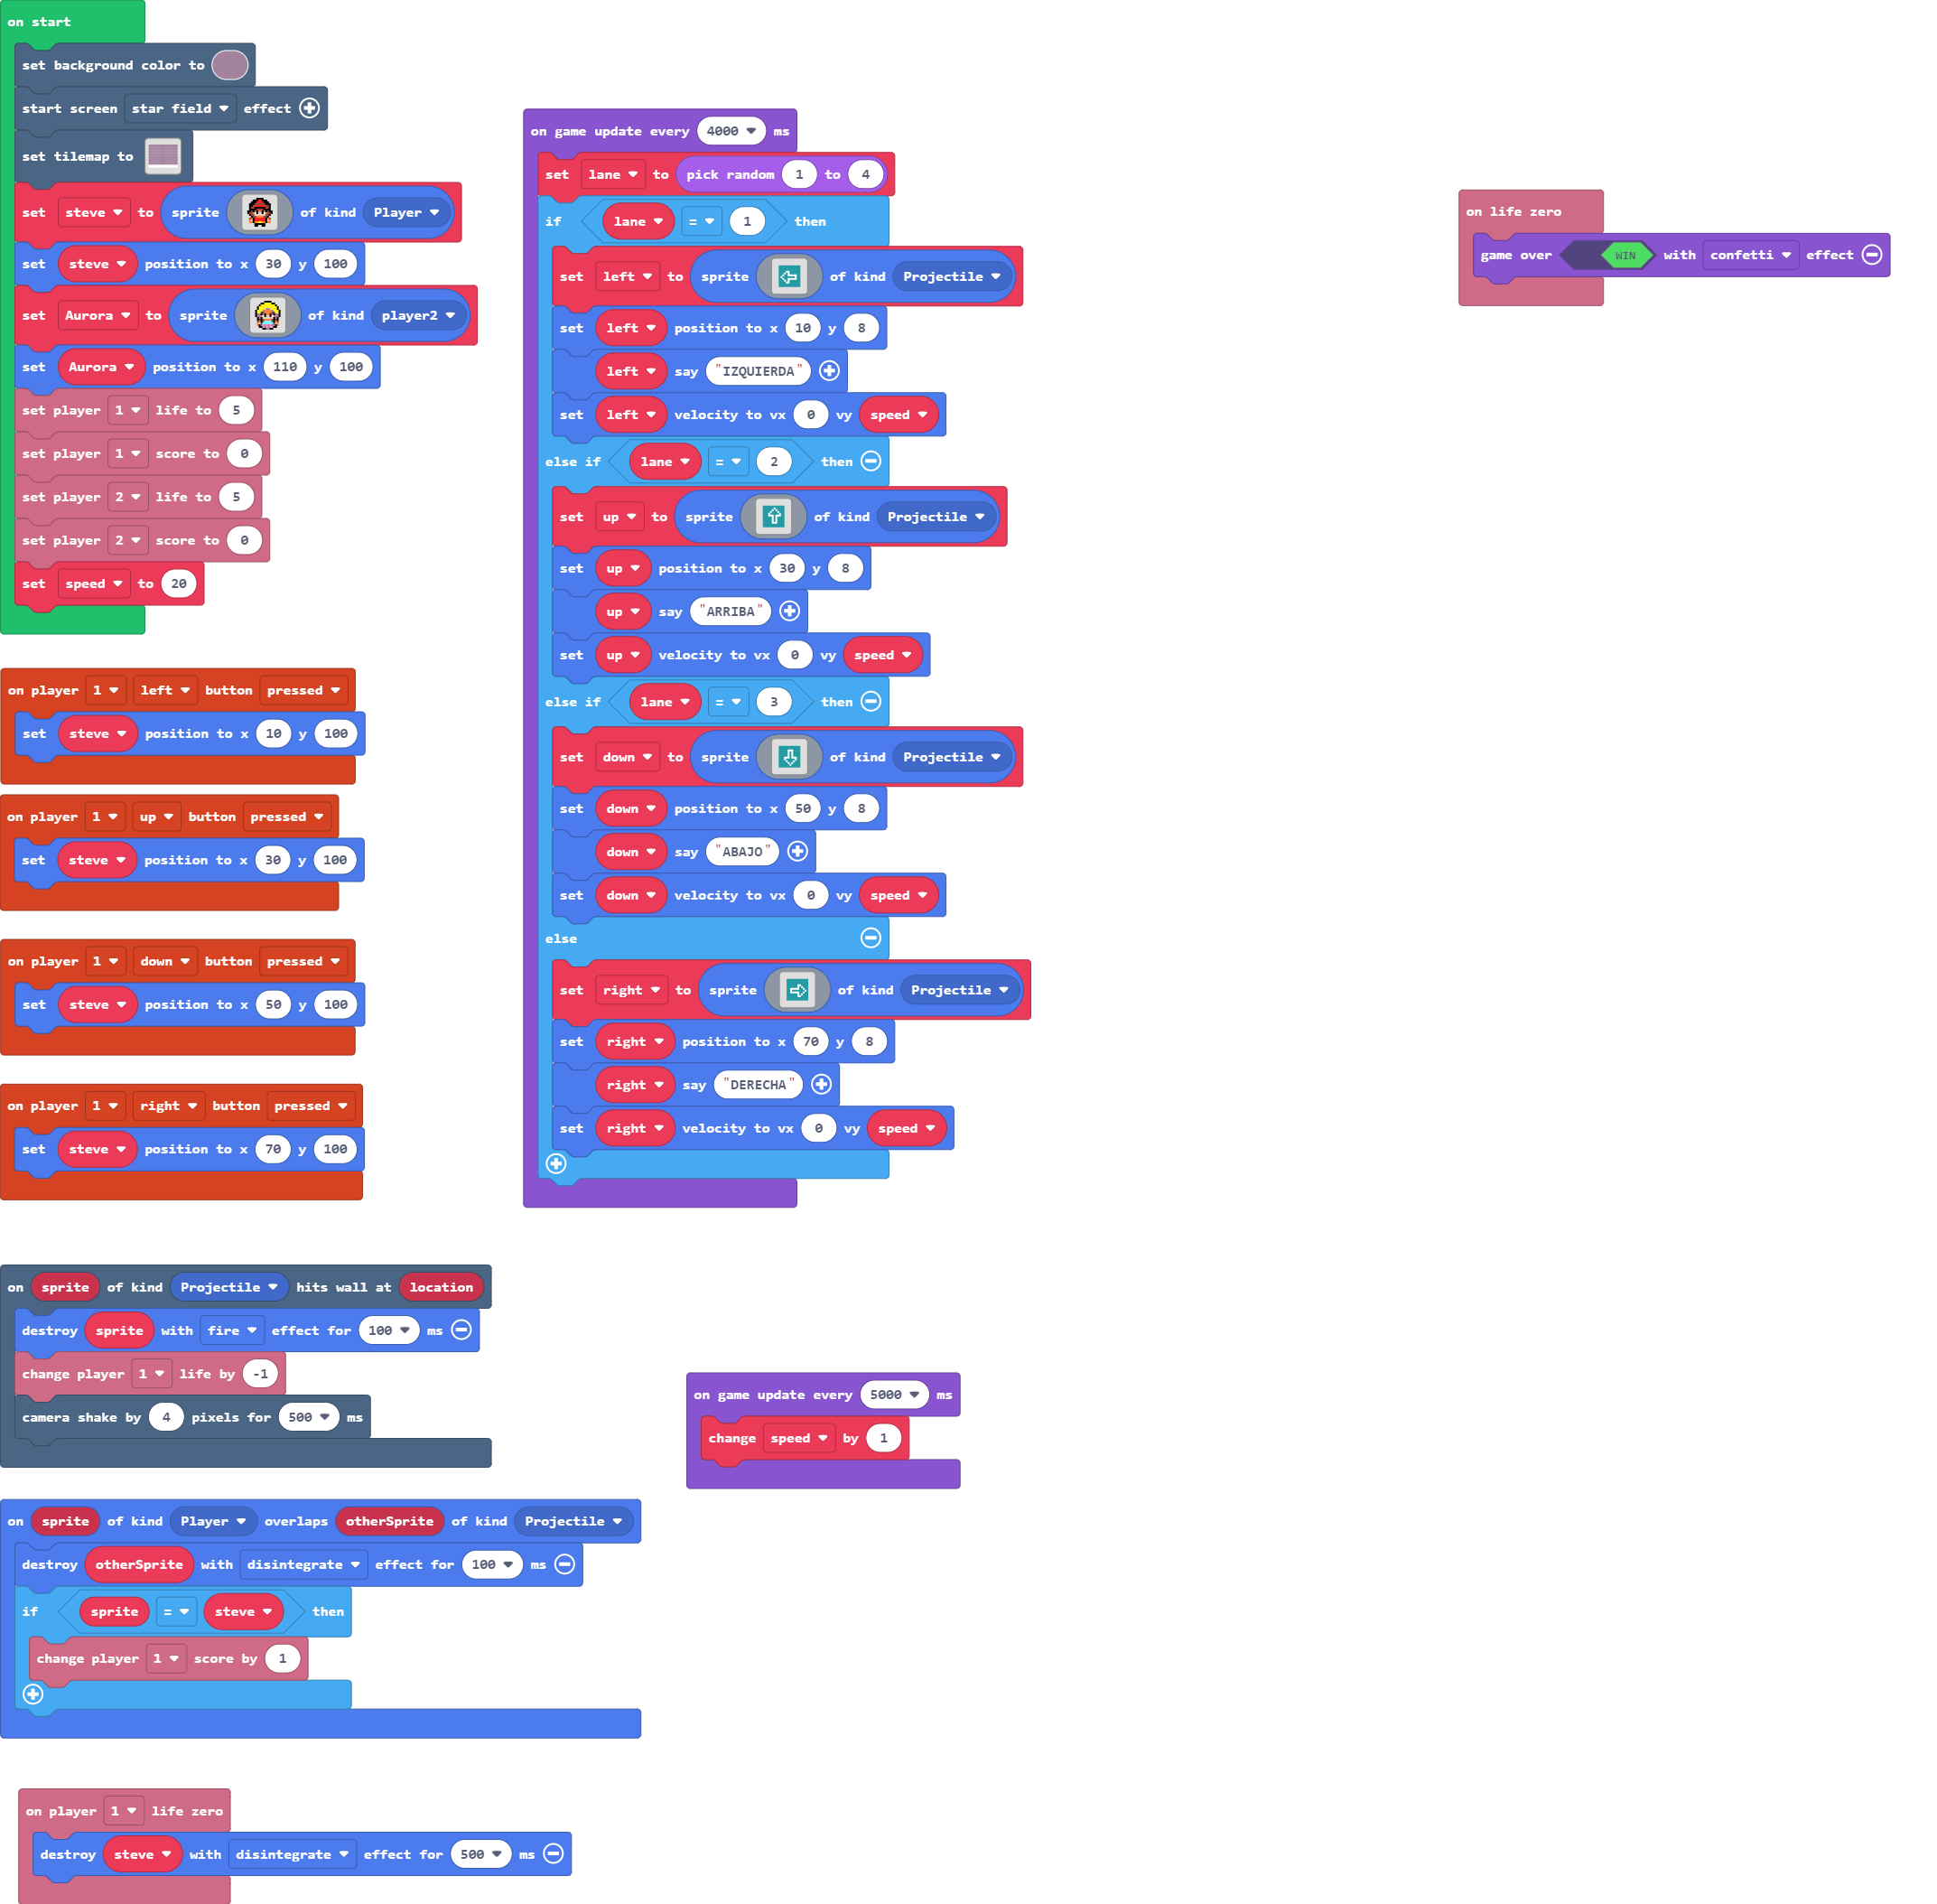 on start
set background color to
start screen star field effect
set tilemap to
set steve to sprite of kind Player
set steve position to x 30 y 100
set Aurora to sprite of kind player2
set Aurora position to x 110 y 100
set player 1 life to 5
set player 1 score to 0
set player 2 life to 5
set player 2 score to 0
set speed to 20
on player 1 left button pressed
set steve position to x 10 y 100
on player 1 up button pressed
set steve position to x 30 y 100
on player 1 down button pressed
set steve position to x 50 y 100
on player 1 right button pressed
set steve position to x 70 y 100
on sprite of kind Projectile hits wall at location
destroy sprite with fire effect for 100 ms
change player 1 life by -1
camera shake by 4 pixels for 500 ms
on sprite of kind Player overlaps otherSprite of kind Projectile
destroy otherSprite with disintegrate effect for 100 ms
if sprite = steve then
change player 1 score by 1
on player 1 life zero
destroy steve with disintegrate effect for 500 ms
on game update every 4000 ms
set lane to pick random 1 to 4
if lane = 1 then
set left to sprite of kind Projectile
set left position to x 10 y 8
left say "IZQUIERDA"
set left velocity to vx 0 vy speed
else if lane = 2 then
set up to sprite of kind Projectile
set up position to x 30 y 8
up say "ARRIBA"
set up velocity to vx 0 vy speed
else if lane = 3 then
set down to sprite of kind Projectile
set down position to x 50 y 8
down say "ABAJO"
set down velocity to vx 0 vy speed
else
set right to sprite of kind Projectile
set right position to x 70 y 8
right say "DERECHA"
set right velocity to vx 0 vy speed
on game update every 5000 ms
change speed by 1
on life zero
game over WIN with confetti effect